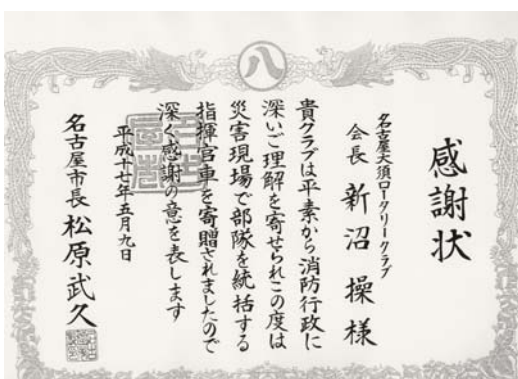 八
感謝状
名古屋大須ロータリークラブ
会長 新沼 操 様
貴クラブは平素から消防行政に
深いご理解を寄せられこの度は
災害現場で部隊を統括する
指揮官車を寄贈されましたので
深く感謝の意を表します
平成十七年五月九日
名古屋市長 松原武久